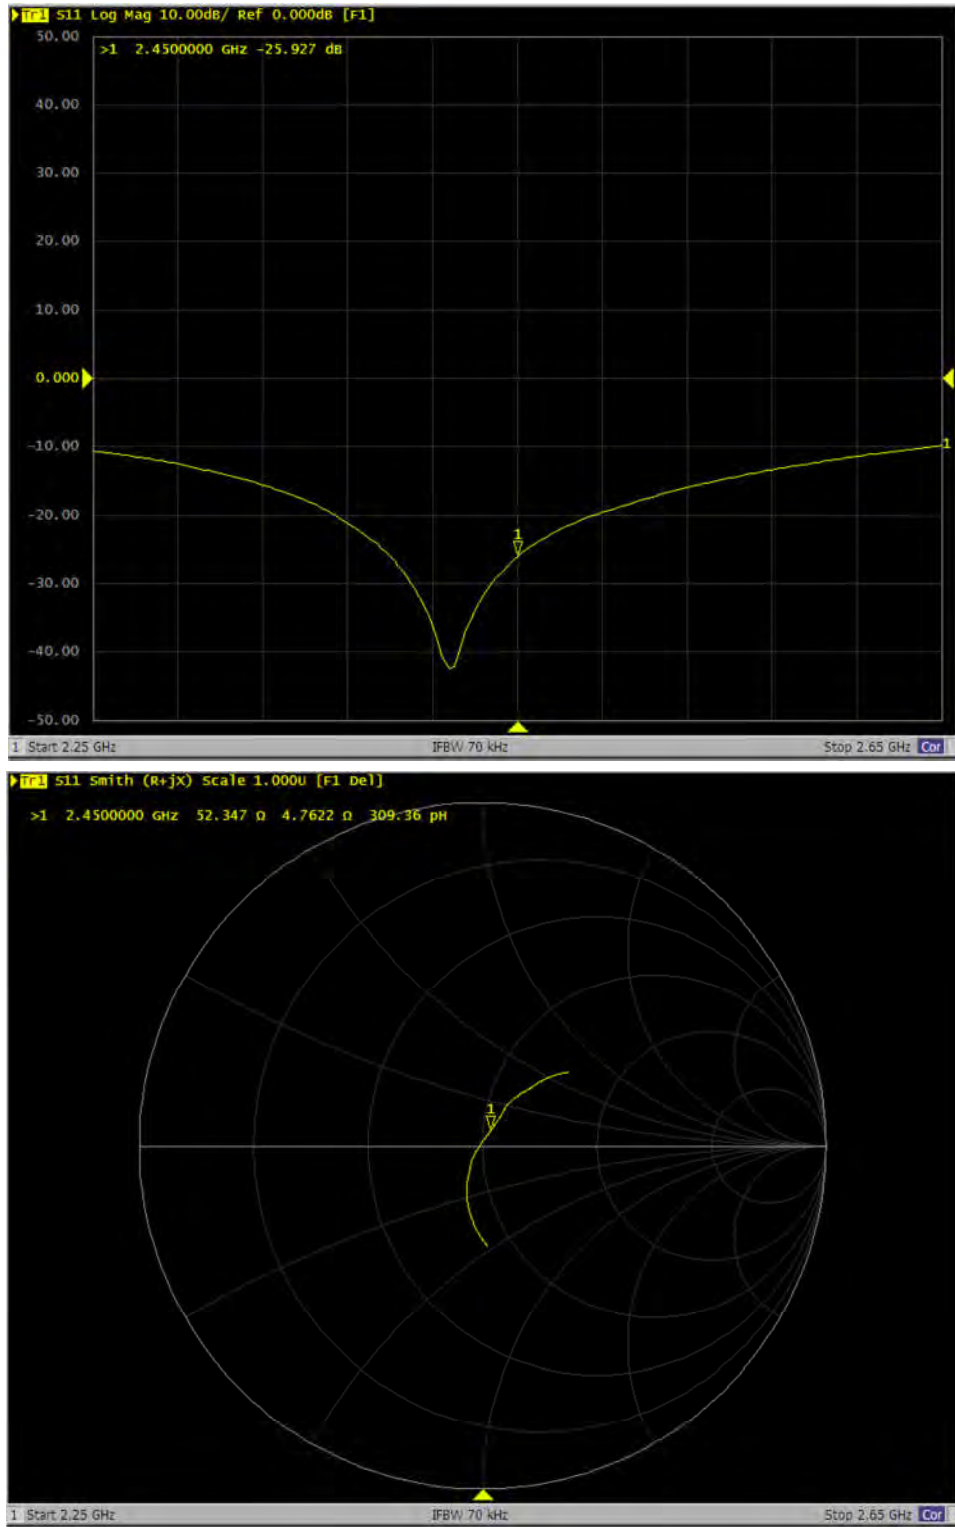 Tr1 S11 Log Mag 10.00dB/ Ref 0.000dB [F1]
50.00
>1 2.4500000 GHz -25.927 dB
40.00
30.00
20.00
10.00
0.000
-10.00
1
-20.00
1
-30.00
-40.00
-50.00
1 Start 2.25 GHz IFBW 70 kHz Stop 2.65 GHz Cor
Tr1 S11 Smith (R+jX) Scale 1.000U [F1 Del]
>1 2.4500000 GHz 52.347 Ω 4.7622 Ω 309.36 pH
1
1 Start 2.25 GHz IFBW 70 kHz Stop 2.65 GHz Cor